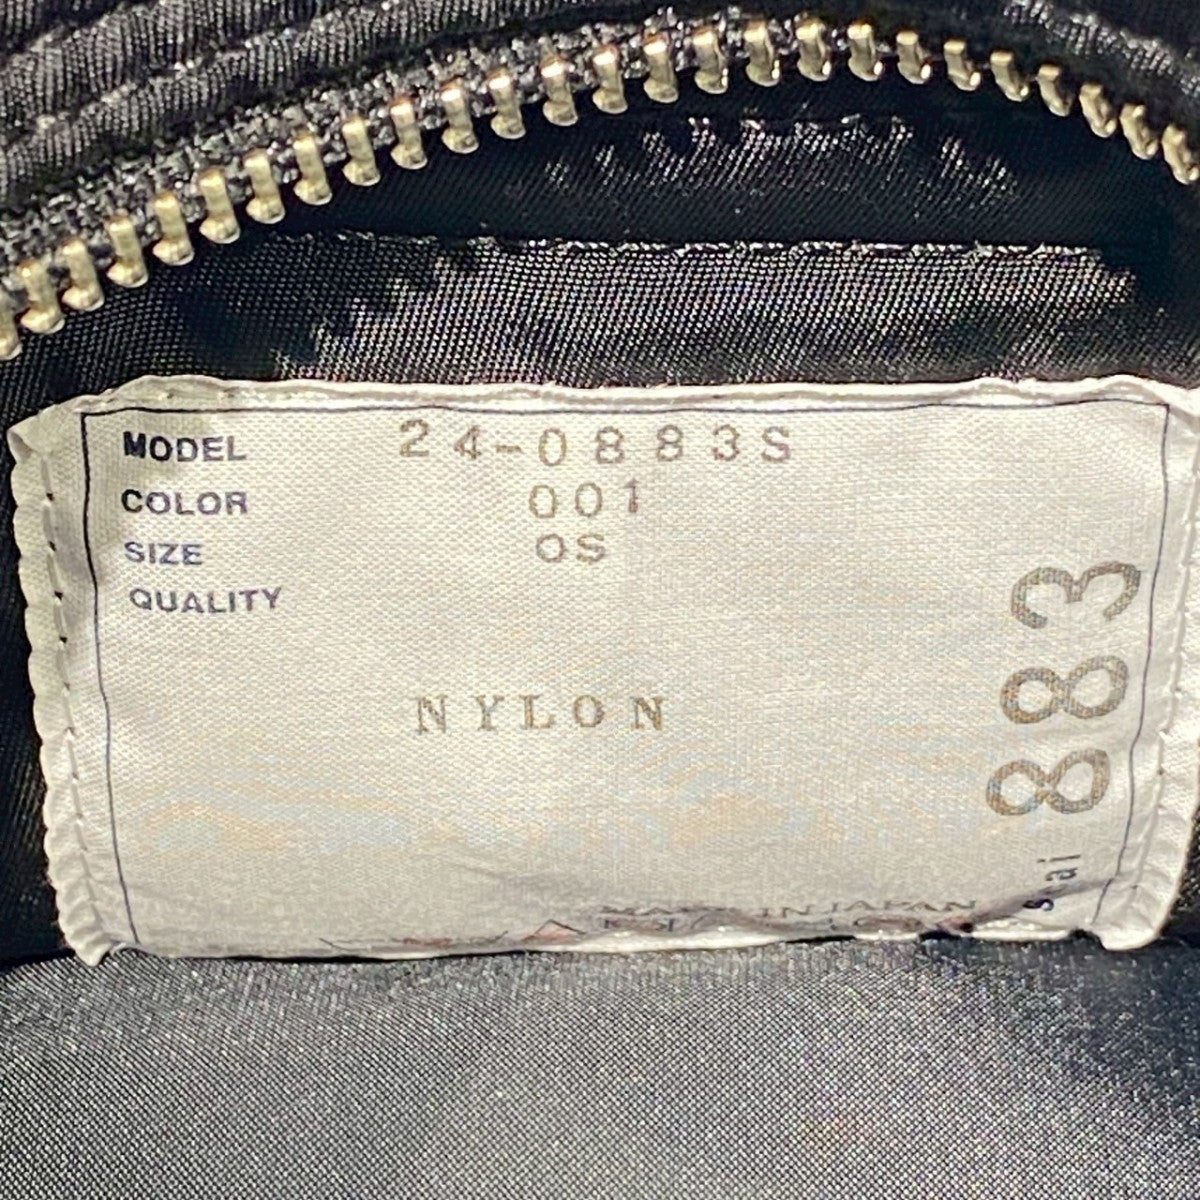 MODEL 24-0883S
COLOR 001
SIZE OS
QUALITY
NYLON
MADE IN JAPAN
883